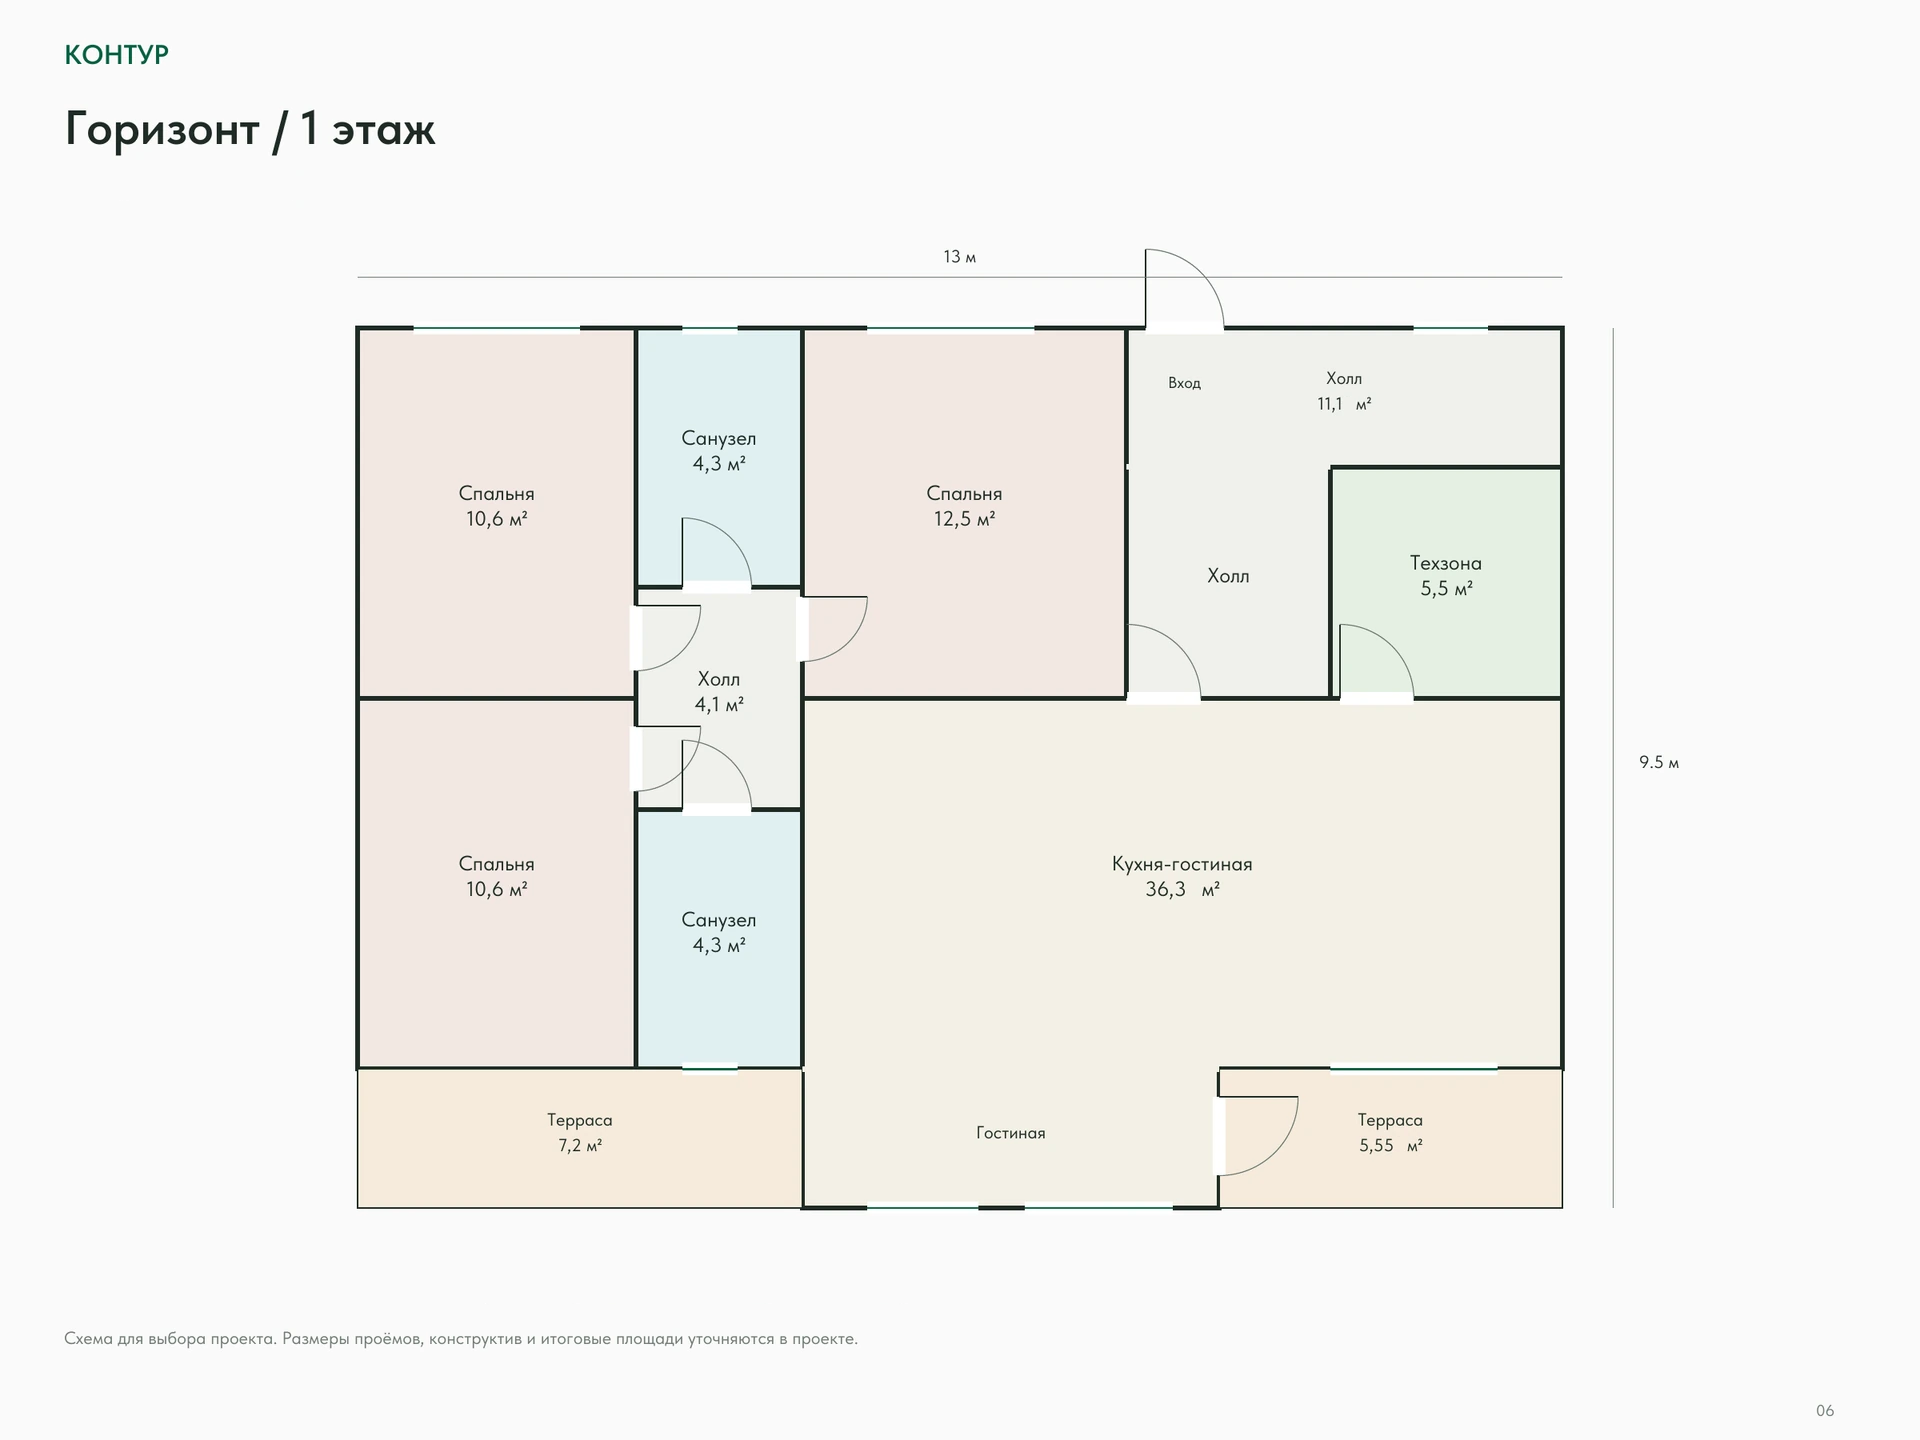 КОНТУР
Горизонт / 1 этаж
13 м
Вход
Холл
11,1 м²
Санузел
4,3 м²
Спальня
10,6 м²
Спальня
12,5 м²
Холл
Техзона
5,5 м²
Холл
4,1 м²
9.5 м
Спальня
10,6 м²
Кухня-гостиная
36,3 м²
Санузел
4,3 м²
Терраса
7,2 м²
Гостиная
Терраса
5,55 м²
Схема для выбора проекта. Размеры проёмов, конструктив и итоговые площади уточняются в проекте.
06